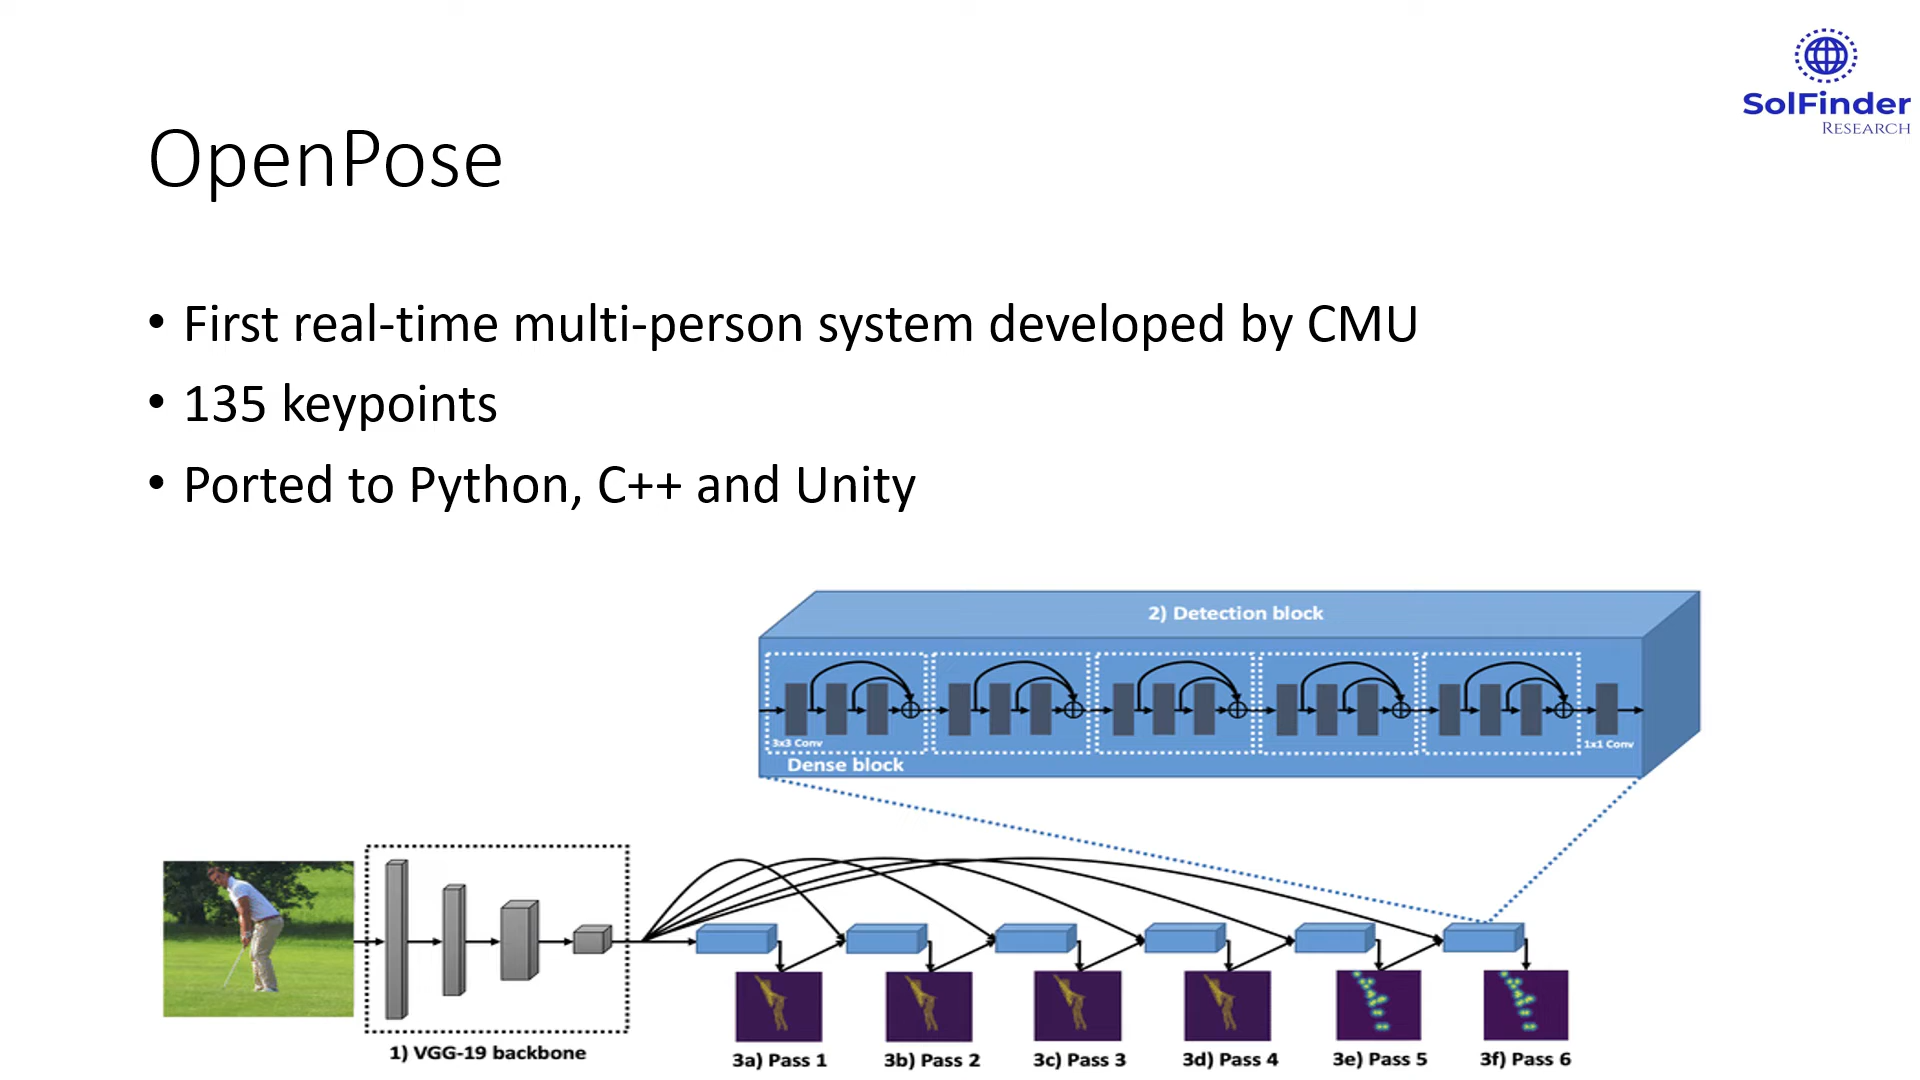 SolFinder
RESEARCH
OpenPose
• First real-time multi-person system developed by CMU
• 135 keypoints
• Ported to Python, C++ and Unity
2) Detection block
3x3 Conv
1x1 Conv
Dense block
1) VGG-19 backbone
3a) Pass 1
3b) Pass 2
3c) Pass 3
3d) Pass 4
3e) Pass 5
3f) Pass 6